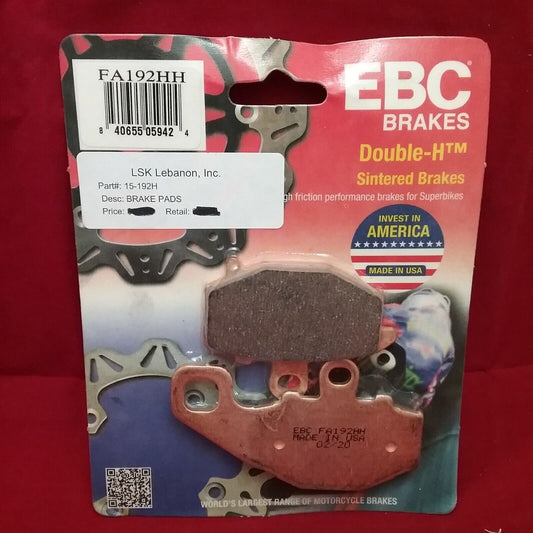 FA192HH
8 40655 05942 4
LSK Lebanon, Inc.
Part#: 15-192H
Desc: BRAKE PADS
Price: Retail:
EBC
BRAKES
Double-H™
Sintered Brakes
gh friction performance brakes for Superbikes
INVEST IN
AMERICA
MADE IN USA
EBC FA192HH
MADE IN USA
02/20
WORLD'S LARGEST RANGE OF MOTORCYCLE BRAKES